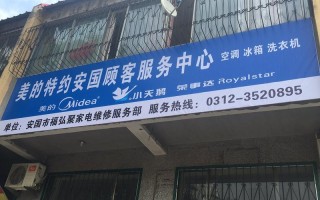 美的特约安国顾客服务中心 空调 冰箱 洗衣机
美的 Midea 小天鹅 荣事达 Royalstar
单位：安国市福弘聚家电维修服务部 服务热线：0312-3520895